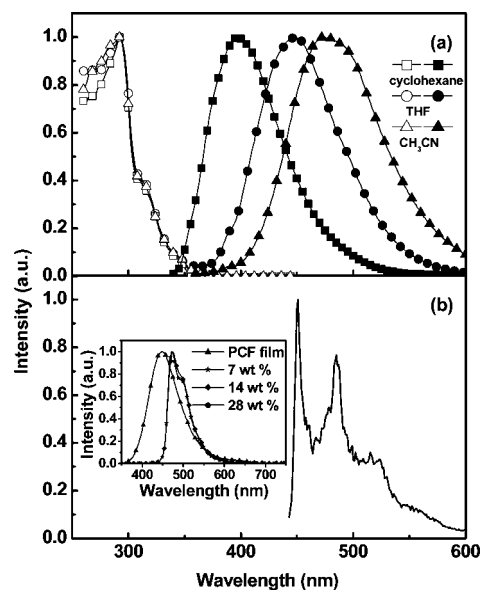 (a)
cyclohexane
THF
CH3CN
1.0
0.8
0.6
0.4
0.2
0.0
Intensity (a.u.)
(b)
1.0
0.8
0.6
0.4
0.2
0.0
PCF film
7 wt %
14 wt %
28 wt %
1.0
0.8
0.6
0.4
0.2
0.0
Intensity (a.u.)
400 500 600 700
Wavelength (nm)
300 400 500 600
Wavelength (nm)